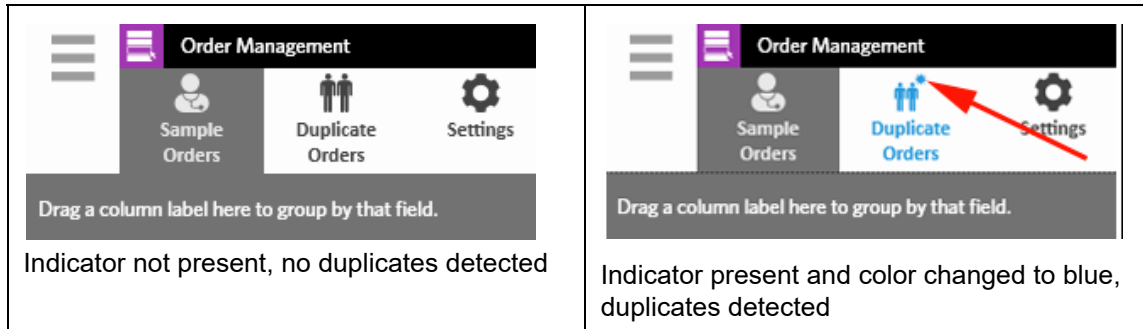 Order Management
Sample
Orders
Duplicate
Orders
Settings
Drag a column label here to group by that field.
Indicator not present, no duplicates detected
Order Management
Sample
Orders
Duplicate
Orders
Settings
Drag a column label here to group by that field.
Indicator present and color changed to blue,
duplicates detected